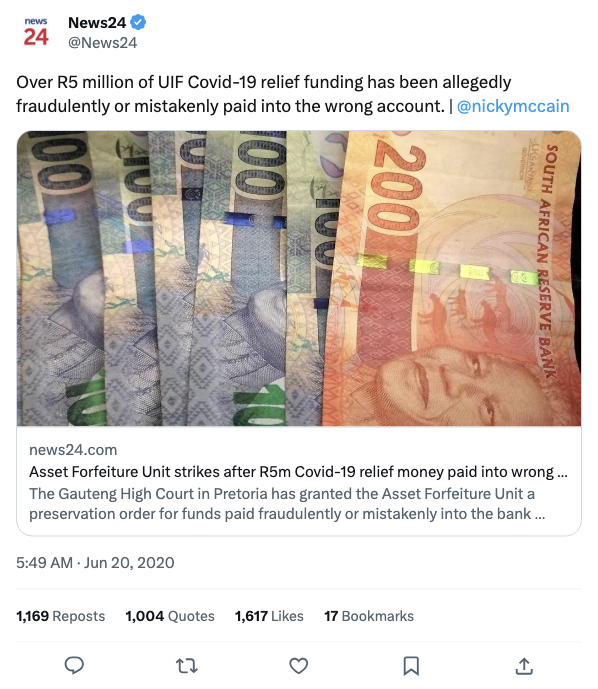 news
24
News24
@News24
Over R5 million of UIF Covid-19 relief funding has been allegedly
fraudulently or mistakenly paid into the wrong account. | @nickymccain
200
SOUTH AFRICAN RESERVE BANK
100
news24.com
Asset Forfeiture Unit strikes after R5m Covid-19 relief money paid into wrong ...
The Gauteng High Court in Pretoria has granted the Asset Forfeiture Unit a
preservation order for funds paid fraudulently or mistakenly into the bank ...
5:49 AM · Jun 20, 2020
1,169 Reposts 1,004 Quotes 1,617 Likes 17 Bookmarks